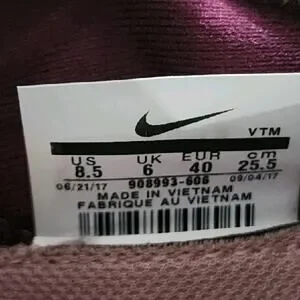 VTM
US UK EUR cm
8.5 6 40 25.5
06/21/17 908993-606 09/04/17
MADE IN VIETNAM
FABRIQUE AU VIETNAM